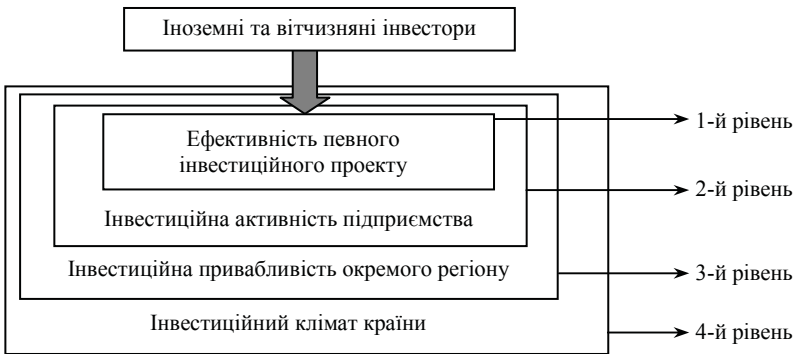 Іноземні та вітчизняні інвестори
Ефективність певного
інвестиційного проекту
1-й рівень
2-й рівень
Інвестиційна активність підприємства
Інвестиційна привабливість окремого регіону
3-й рівень
Інвестиційний клімат країни
4-й рівень